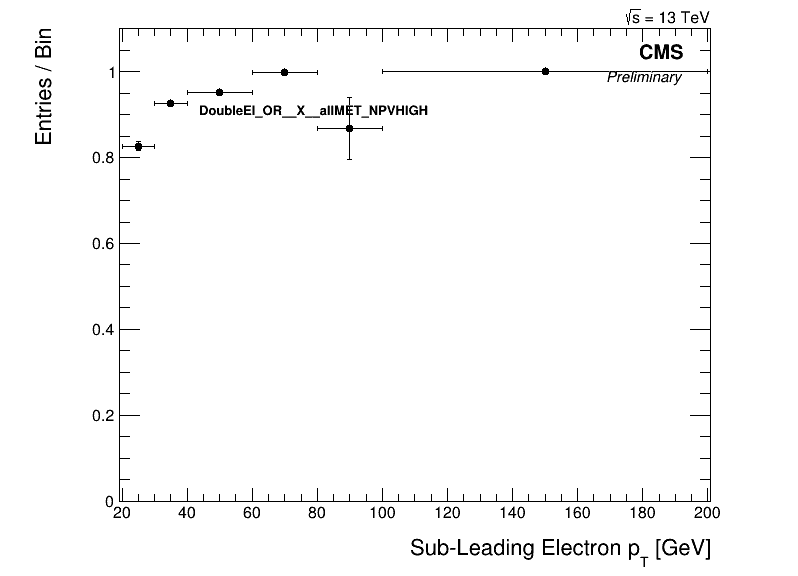 √s = 13 TeV
CMS
Preliminary
Entries / Bin
DoubleEl_OR__X__allMET_NPVHIGH
1
0.8
0.6
0.4
0.2
0
20 40 60 80 100 120 140 160 180 200
Sub-Leading Electron pT [GeV]